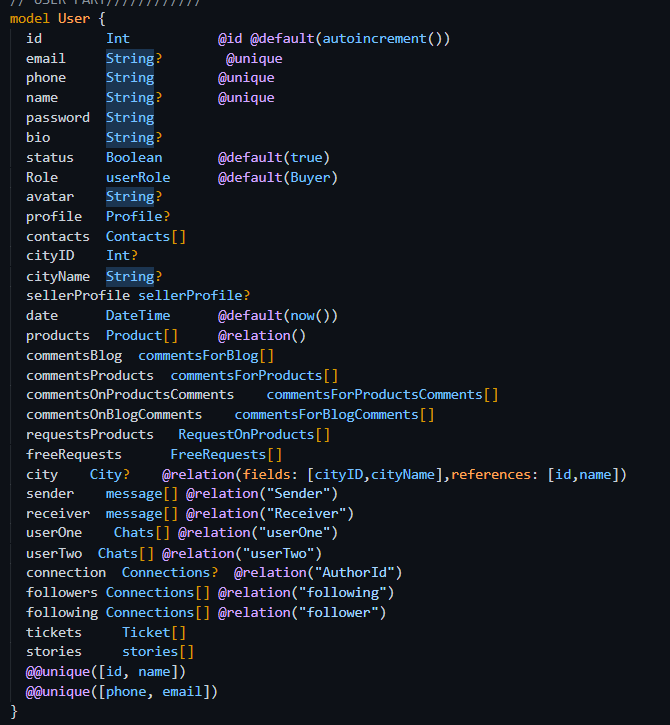 // USER PART////////////
model User {
id Int @id @default(autoincrement())
email String? @unique
phone String @unique
name String? @unique
password String
bio String?
status Boolean @default(true)
Role userRole @default(Buyer)
avatar String?
profile Profile?
contacts Contacts[]
cityID Int?
cityName String?
sellerProfile sellerProfile?
date DateTime @default(now())
products Product[] @relation()
commentsBlog commentsForBlog[]
commentsProducts commentsForProducts[]
commentsOnProductsComments commentsForProductsComments[]
commentsOnBlogComments commentsForBlogComments[]
requestsProducts RequestOnProducts[]
freeRequests FreeRequests[]
city City? @relation(fields: [cityID,cityName],references: [id,name])
sender message[] @relation("Sender")
receiver message[] @relation("Receiver")
userOne Chats[] @relation("userOne")
userTwo Chats[] @relation("userTwo")
connection Connections? @relation("AuthorId")
followers Connections[] @relation("following")
following Connections[] @relation("follower")
tickets Ticket[]
stories stories[]
@@unique([id, name])
@@unique([phone, email])
}